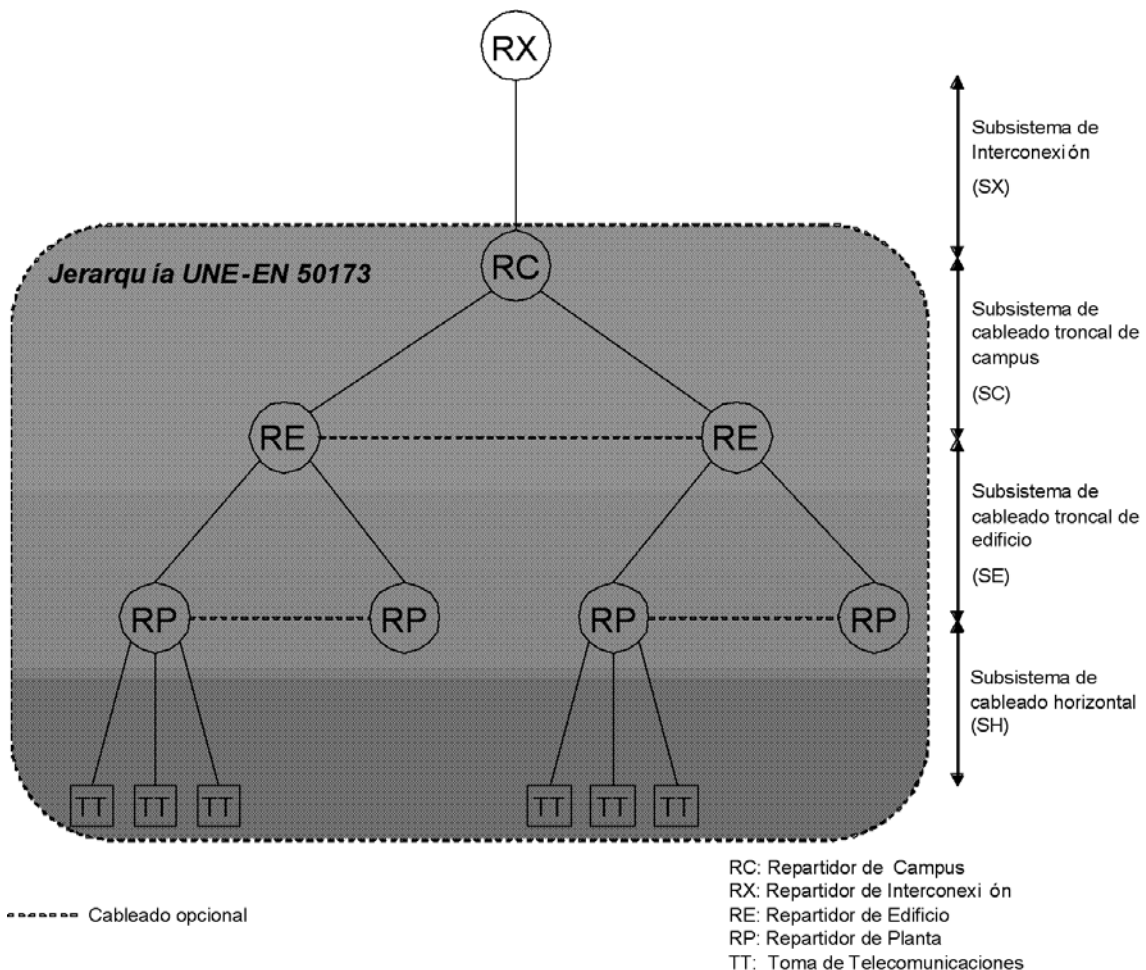 RX
Subsistema de
Interconexión
(SX)
Jerarquía UNE-EN 50173
RC
Subsistema de
cableado troncal de
campus
(SC)
RE
RE
Subsistema de
cableado troncal de
edificio
(SE)
RP
RP
RP
RP
Subsistema de
cableado horizontal
(SH)
TT
TT
TT
TT
TT
TT
Cableado opcional
RC: Repartidor de Campus
RX: Repartidor de Interconexión
RE: Repartidor de Edificio
RP: Repartidor de Planta
TT: Toma de Telecomunicaciones